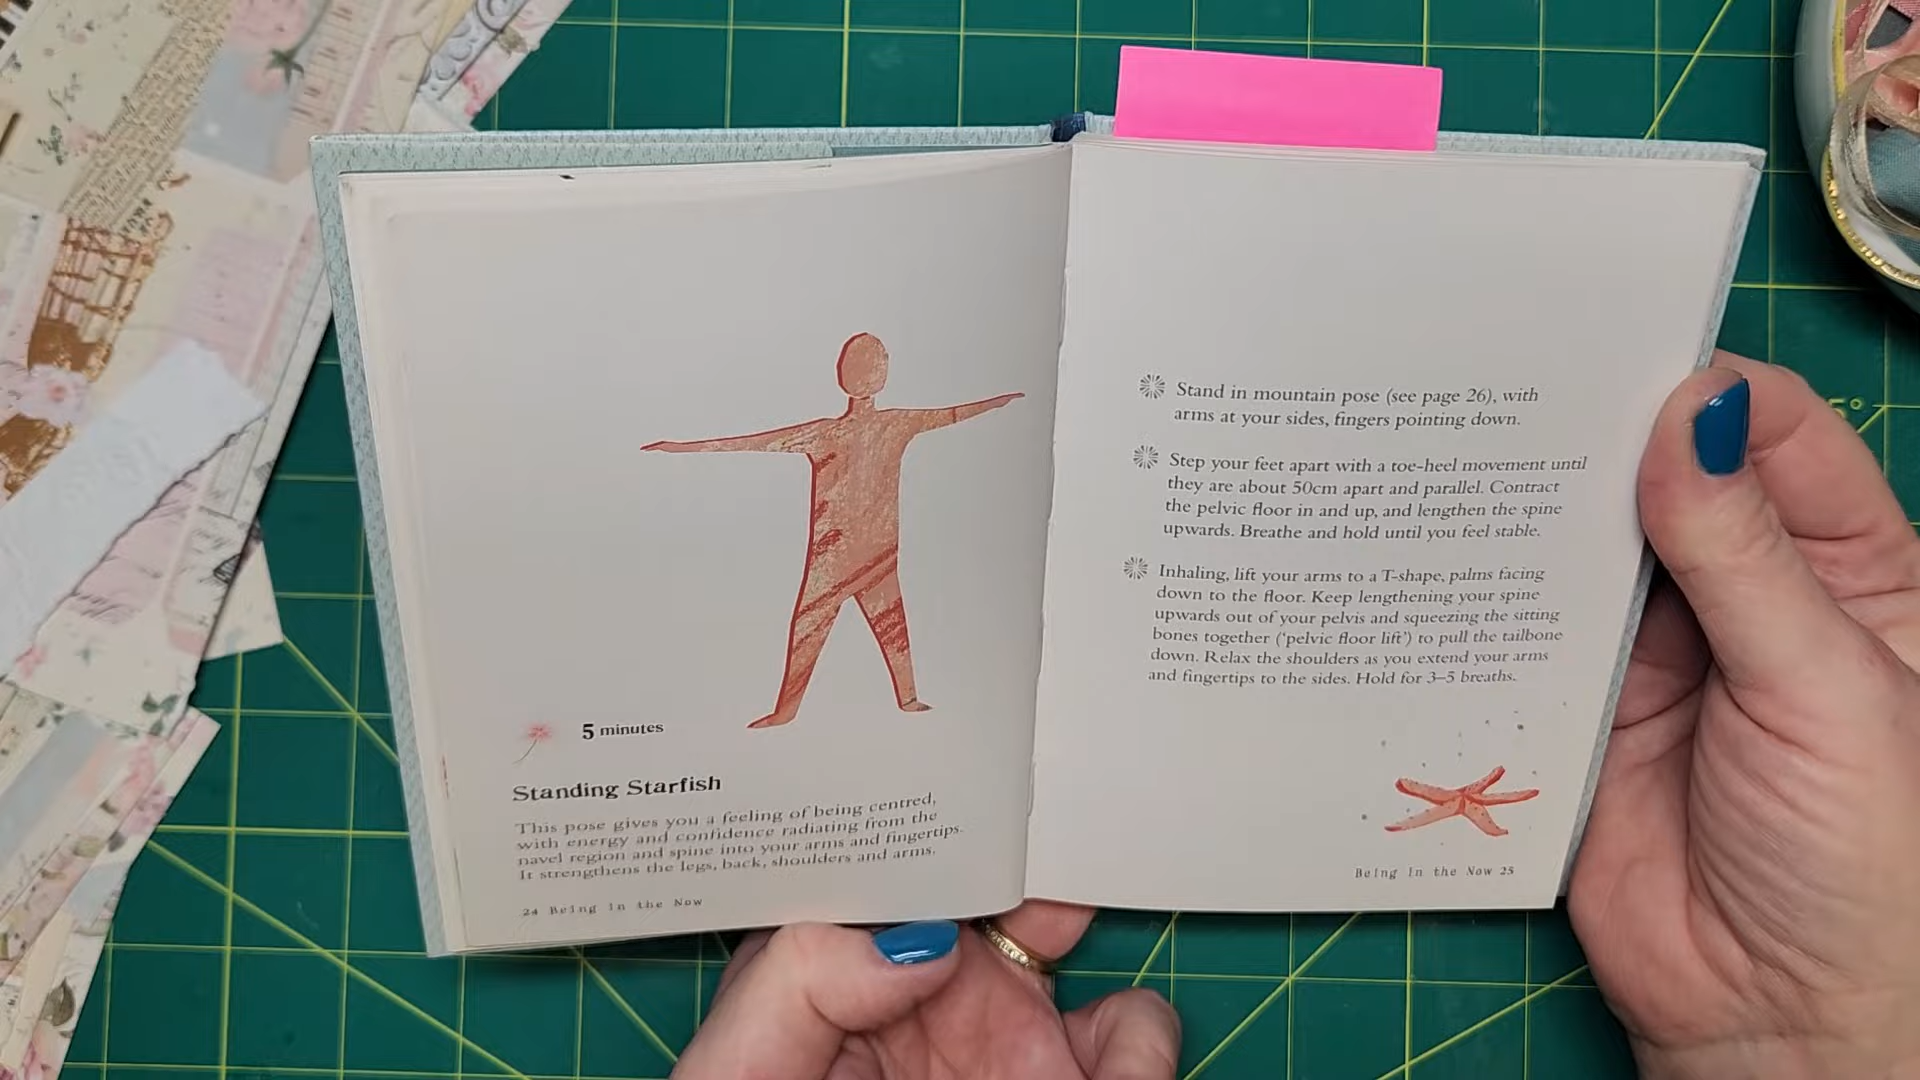 5 minutes
Standing Starfish
This pose gives you a feeling of being centred,
with energy and confidence radiating from the
navel region and spine into your arms and fingertips.
It strengthens the legs, back, shoulders and arms.
24 Being in the Now
Stand in mountain pose (see page 26), with
arms at your sides, fingers pointing down.
Step your feet apart with a toe-heel movement until
they are about 50cm apart and parallel. Contract
the pelvic floor in and up, and lengthen the spine
upwards. Breathe and hold until you feel stable.
Inhaling, lift your arms to a T-shape, palms facing
down to the floor. Keep lengthening your spine
upwards out of your pelvis and squeezing the sitting
bones together (‘pelvic floor lift’) to pull the tailbone
down. Relax the shoulders as you extend your arms
and fingertips to the sides. Hold for 3–5 breaths.
Being in the Now 25